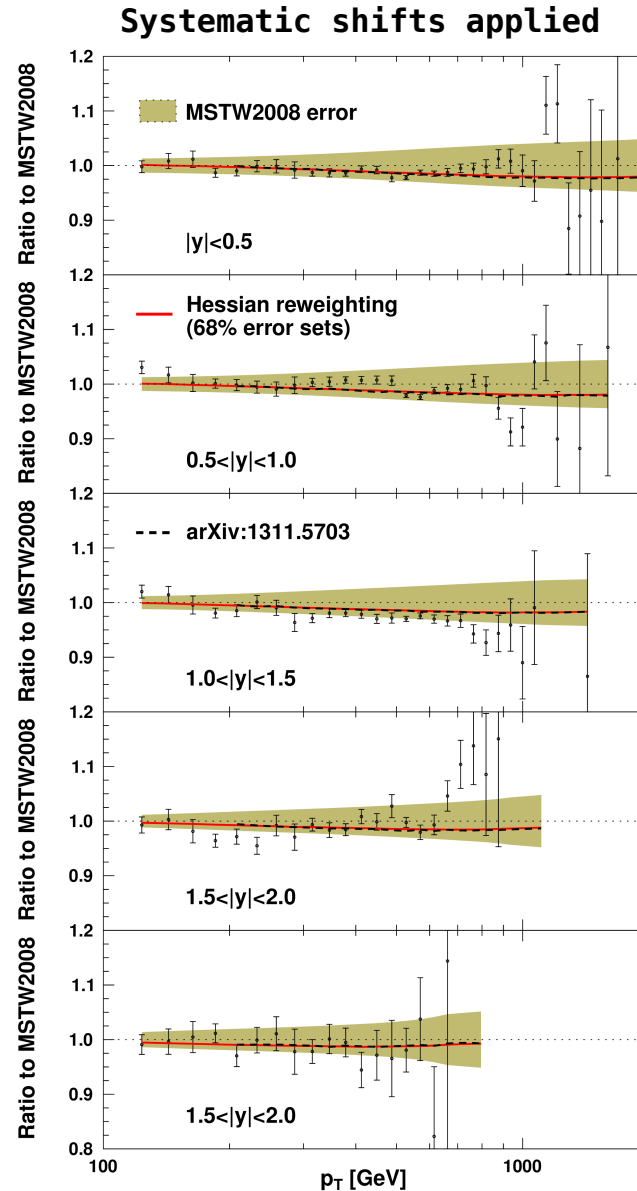 Systematic shifts applied
Ratio to MSTW2008
1.2
1.1
1.0
0.9
MSTW2008 error
|y|<0.5
Ratio to MSTW2008
1.2
1.1
1.0
0.9
Hessian reweighting
(68% error sets)
0.5<|y|<1.0
Ratio to MSTW2008
1.2
1.1
1.0
0.9
arXiv:1311.5703
1.0<|y|<1.5
Ratio to MSTW2008
1.2
1.1
1.0
0.9
1.5<|y|<2.0
Ratio to MSTW2008
1.2
1.1
1.0
0.9
0.8
1.5<|y|<2.0
100
1000
pT [GeV]